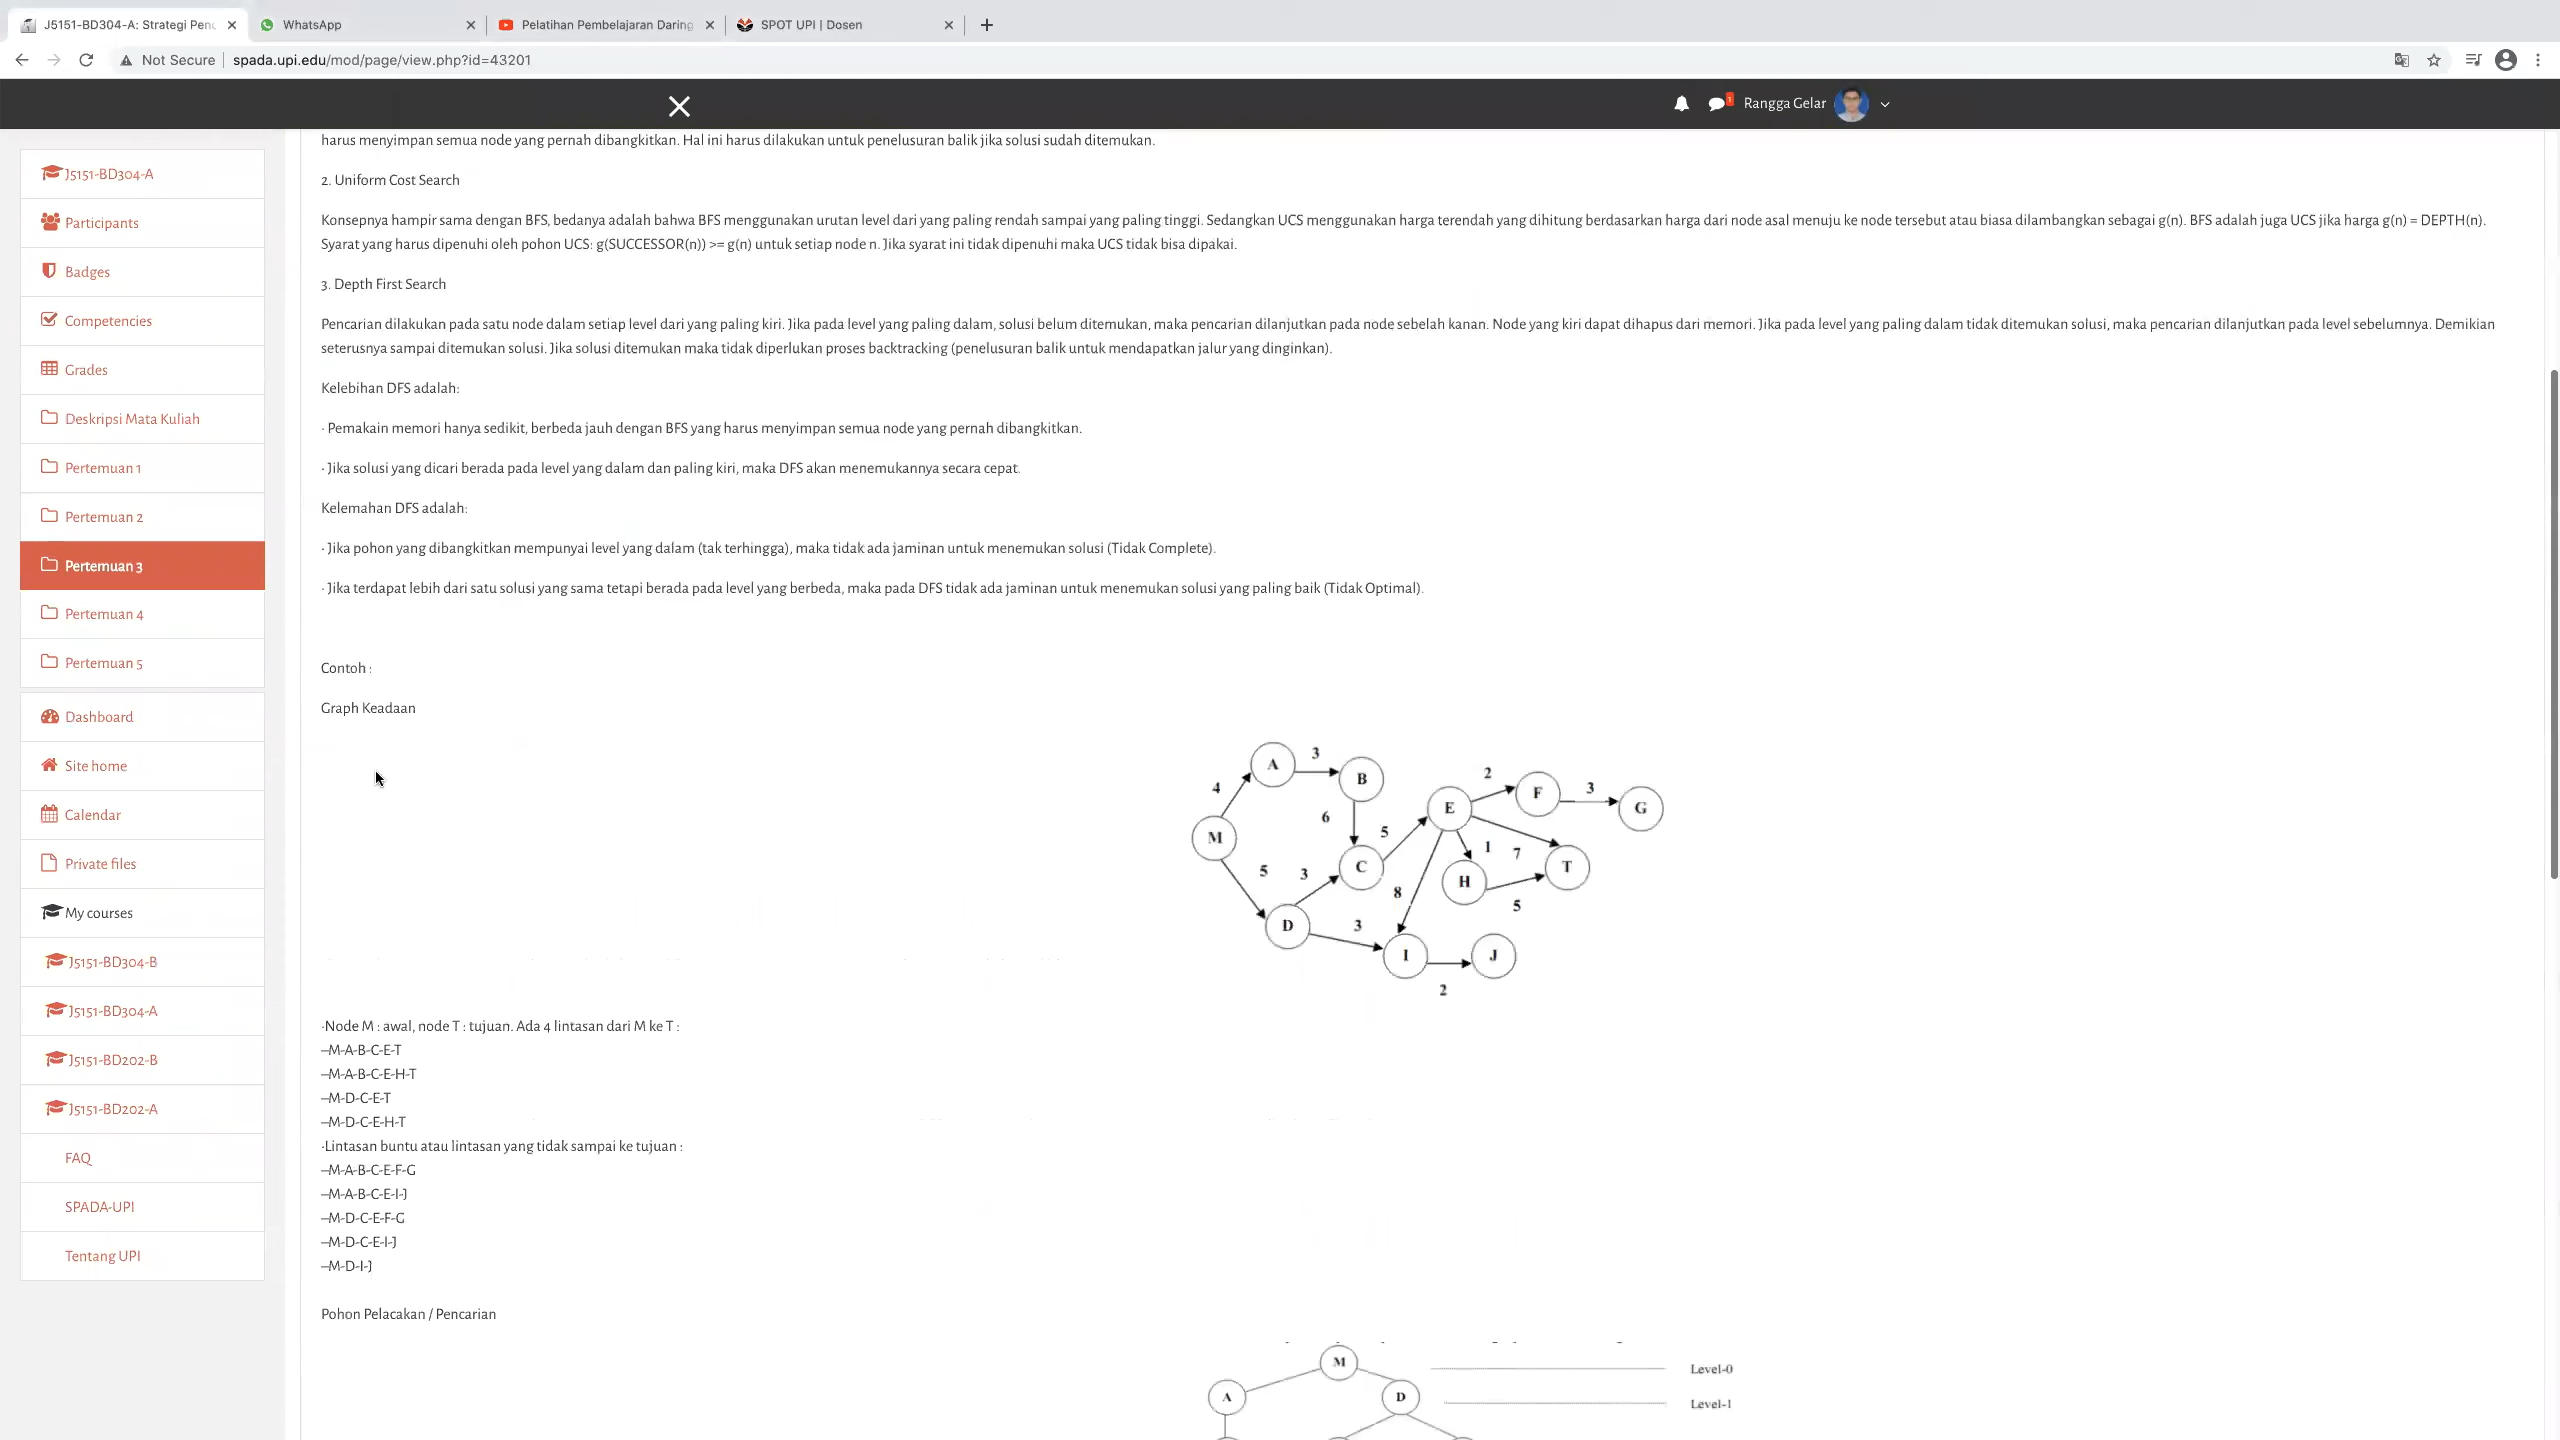 J5151-BD304-A: Strategi Penc
WhatsApp
Pelatihan Pembelajaran Daring
SPOT UPI | Dosen
Not Secure
spada.upi.edu/mod/page/view.php?id=43201
1
Rangga Gelar
J5151-BD304-A
Participants
Badges
Competencies
Grades
Deskripsi Mata Kuliah
Pertemuan 1
Pertemuan 2
Pertemuan 3
Pertemuan 4
Pertemuan 5
Dashboard
Site home
Calendar
Private files
My courses
J5151-BD304-B
J5151-BD304-A
J5151-BD202-B
J5151-BD202-A
FAQ
SPADA-UPI
Tentang UPI
harus menyimpan semua node yang pernah dibangkitkan. Hal ini harus dilakukan untuk penelusuran balik jika solusi sudah ditemukan.
2. Uniform Cost Search
Konsepnya hampir sama dengan BFS, bedanya adalah bahwa BFS menggunakan urutan level dari yang paling rendah sampai yang paling tinggi. Sedangkan UCS menggunakan harga terendah yang dihitung berdasarkan harga dari node asal menuju ke node tersebut atau biasa dilambangkan sebagai g(n). BFS adalah juga UCS jika harga g(n) = DEPTH(n).
Syarat yang harus dipenuhi oleh pohon UCS: g(SUCCESSOR(n)) >= g(n) untuk setiap node n. Jika syarat ini tidak dipenuhi maka UCS tidak bisa dipakai.
3. Depth First Search
Pencarian dilakukan pada satu node dalam setiap level dari yang paling kiri. Jika pada level yang paling dalam, solusi belum ditemukan, maka pencarian dilanjutkan pada node sebelah kanan. Node yang kiri dapat dihapus dari memori. Jika pada level yang paling dalam tidak ditemukan solusi, maka pencarian dilanjutkan pada level sebelumnya. Demikian
seterusnya sampai ditemukan solusi. Jika solusi ditemukan maka tidak diperlukan proses backtracking (penelusuran balik untuk mendapatkan jalur yang dinginkan).
Kelebihan DFS adalah:
· Pemakain memori hanya sedikit, berbeda jauh dengan BFS yang harus menyimpan semua node yang pernah dibangkitkan.
· Jika solusi yang dicari berada pada level yang dalam dan paling kiri, maka DFS akan menemukannya secara cepat.
Kelemahan DFS adalah:
· Jika pohon yang dibangkitkan mempunyai level yang dalam (tak terhingga), maka tidak ada jaminan untuk menemukan solusi (Tidak Complete).
· Jika terdapat lebih dari satu solusi yang sama tetapi berada pada level yang berbeda, maka pada DFS tidak ada jaminan untuk menemukan solusi yang paling baik (Tidak Optimal).
Contoh :
Graph Keadaan
A 3 B
4 6
M
5 3 C 5
D 3
E 2 F 3 G
1 7 T
8 H 5
I J
2
·Node M : awal, node T : tujuan. Ada 4 lintasan dari M ke T :
–M-A-B-C-E-T
–M-A-B-C-E-H-T
–M-D-C-E-T
–M-D-C-E-H-T
·Lintasan buntu atau lintasan yang tidak sampai ke tujuan :
–M-A-B-C-E-F-G
–M-A-B-C-E-I-J
–M-D-C-E-F-G
–M-D-C-E-I-J
–M-D-I-J
Pohon Pelacakan / Pencarian
M Level-0
A D Level-1